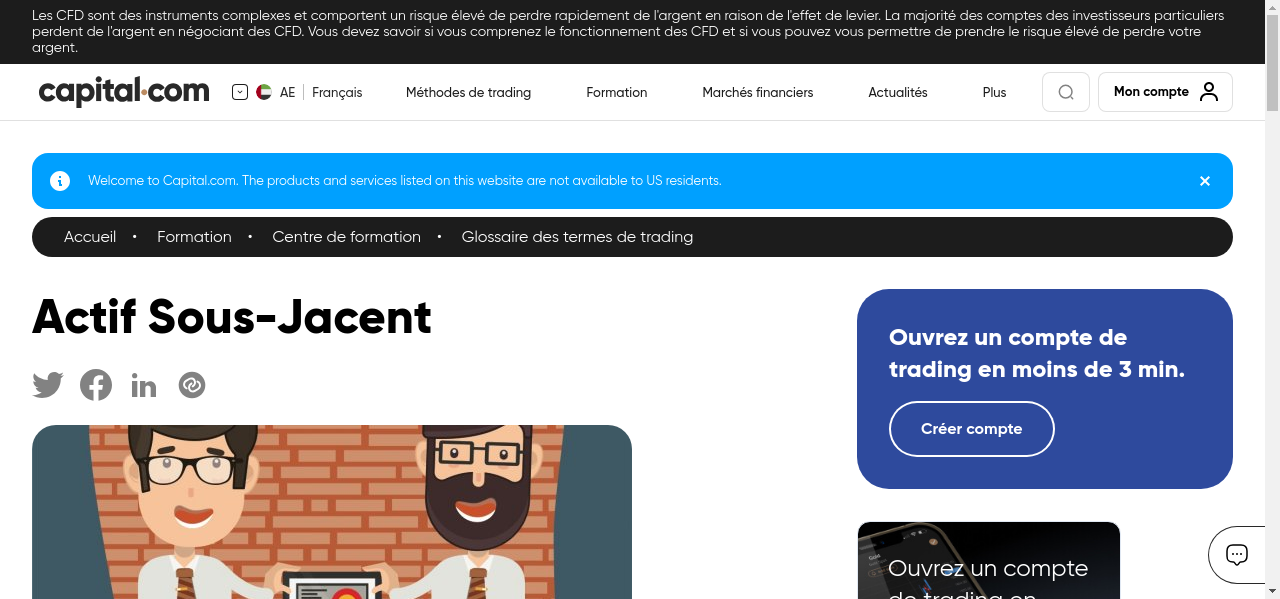 Les CFD sont des instruments complexes et comportent un risque élevé de perdre rapidement de l'argent en raison de l'effet de levier. La majorité des comptes des investisseurs particuliers
perdent de l'argent en négociant des CFD. Vous devez savoir si vous comprenez le fonctionnement des CFD et si vous pouvez vous permettre de prendre le risque élevé de perdre votre
argent.
capital.com
AE
Français
Méthodes de trading
Formation
Marchés financiers
Actualités
Plus
Mon compte
Welcome to Capital.com. The products and services listed on this website are not available to US residents.
Accueil • Formation • Centre de formation • Glossaire des termes de trading
Actif Sous-Jacent
Ouvrez un compte de
trading en moins de 3 min.
Créer compte
Ouvrez un compte
de trading en